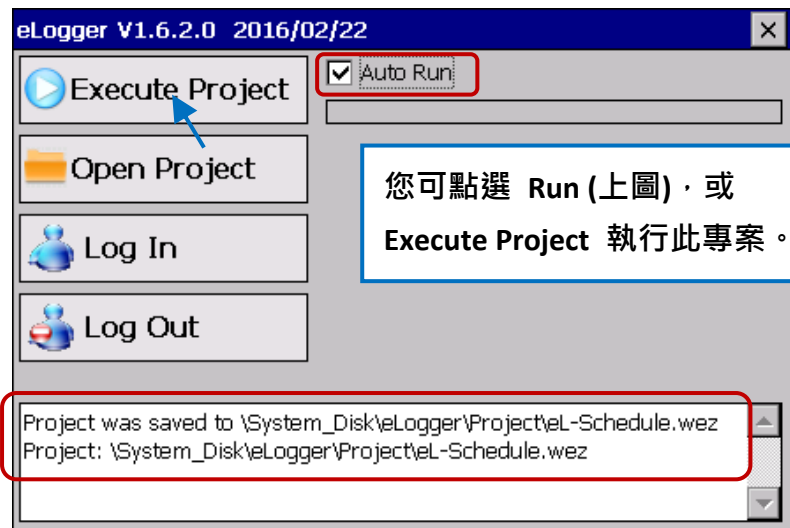 eLogger V1.6.2.0 2016/02/22
Execute Project
Auto Run
Open Project
您可點選 Run (上圖)，或
Execute Project 執行此專案。
Log In
Log Out
Project was saved to \System_Disk\eLogger\Project\eL-Schedule.wez
Project: \System_Disk\eLogger\Project\eL-Schedule.wez